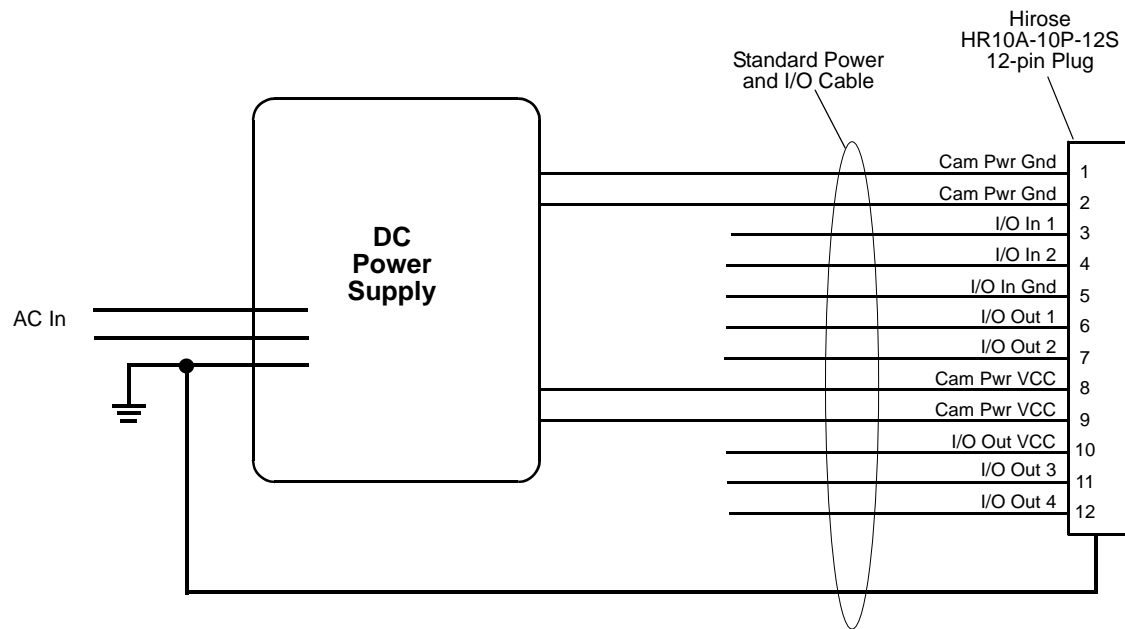 Hirose
HR10A-10P-12S
12-pin Plug
Standard Power
and I/O Cable
DC
Power
Supply
AC In
Cam Pwr Gnd 1
Cam Pwr Gnd 2
I/O In 1 3
I/O In 2 4
I/O In Gnd 5
I/O Out 1 6
I/O Out 2 7
Cam Pwr VCC 8
Cam Pwr VCC 9
I/O Out VCC 10
I/O Out 3 11
I/O Out 4 12